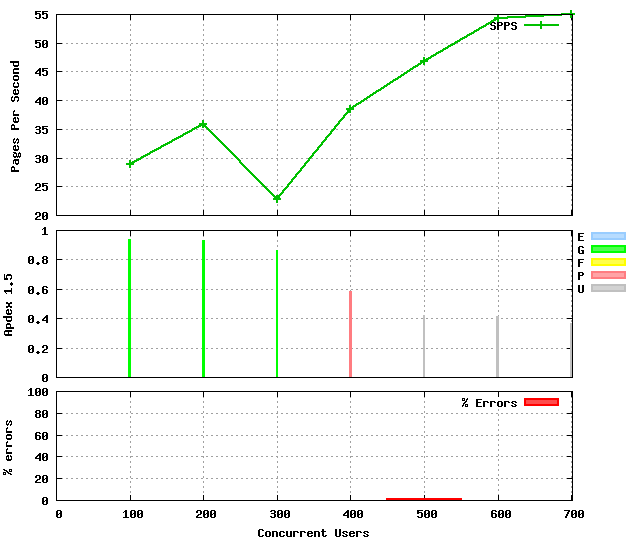 55
50
45
40
35
30
25
20
Pages Per Second
SPPS
1
0.8
0.6
0.4
0.2
0
Apdex 1.5
E
G
F
P
U
100
80
60
40
20
0
% errors
% Errors
0 100 200 300 400 500 600 700
Concurrent Users